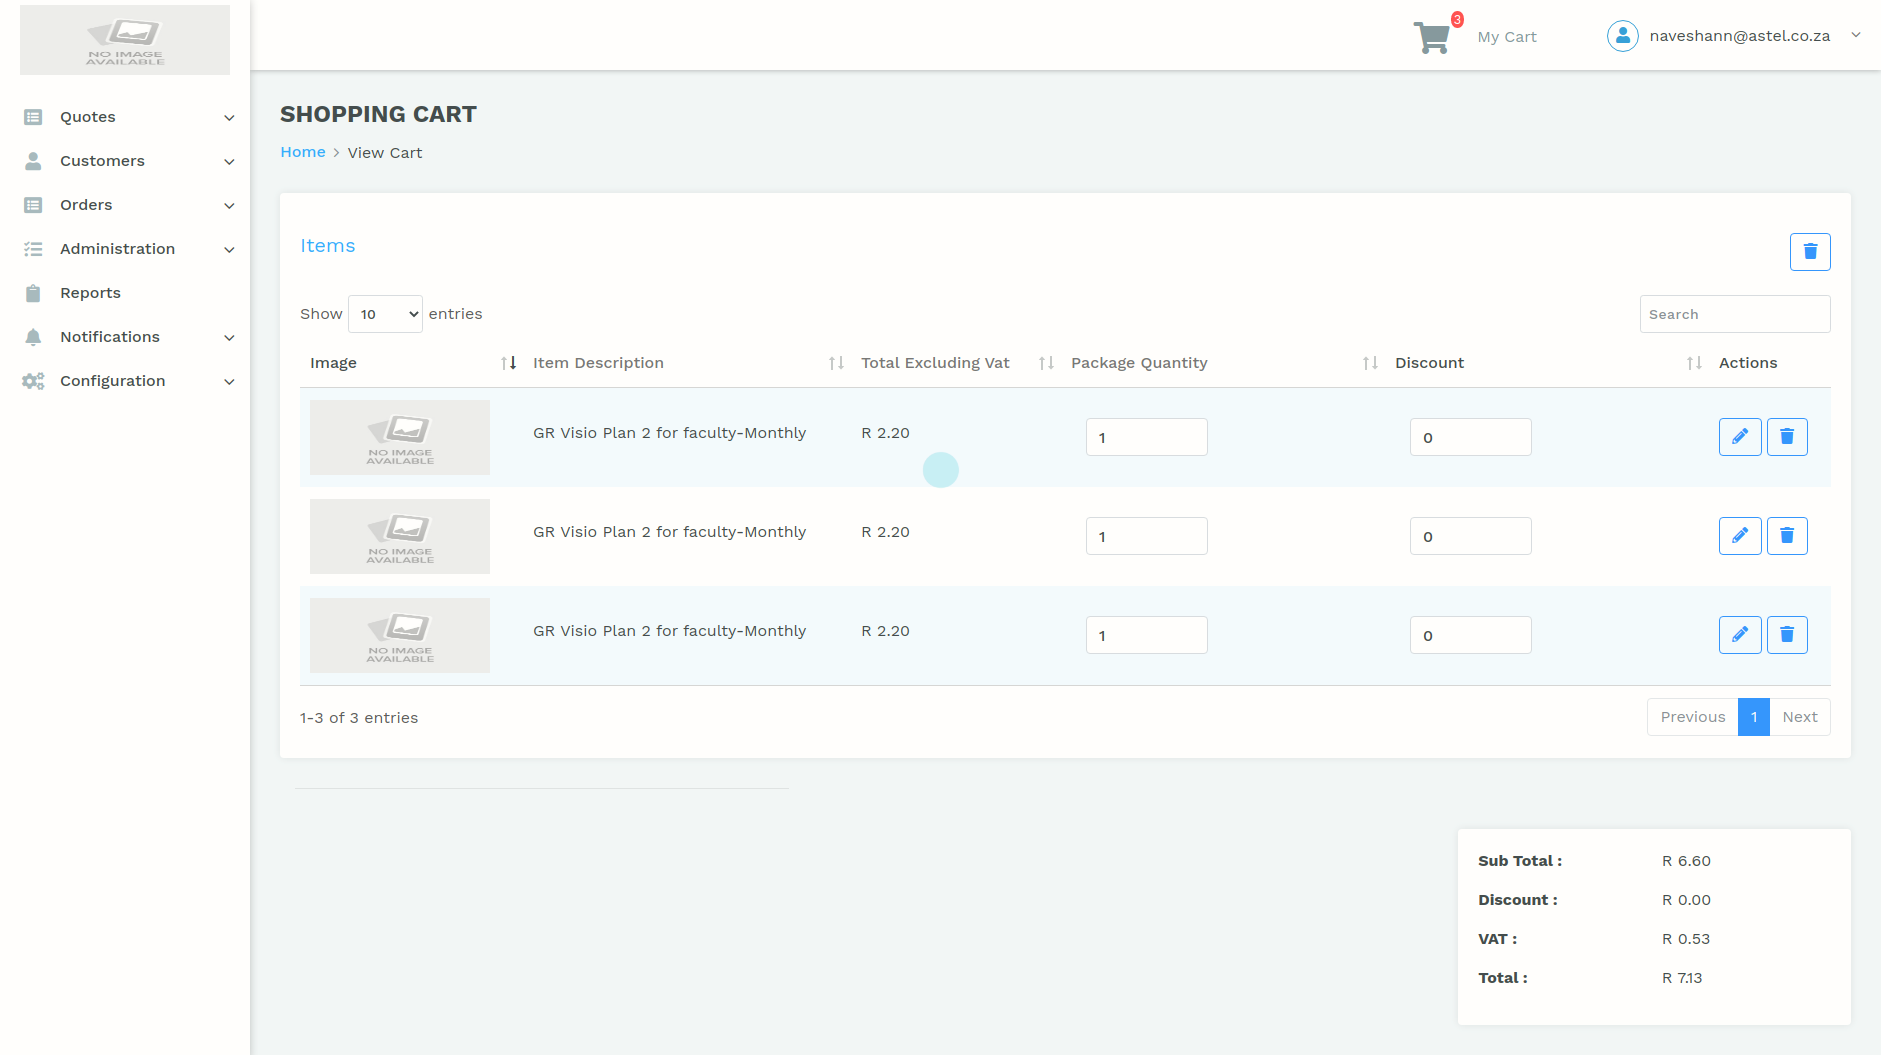 NO IMAGE
AVAILABLE
3
My Cart
naveshann@astel.co.za
Quotes
Customers
Orders
Administration
Reports
Notifications
Configuration
SHOPPING CART
Home > View Cart
Items
Show 10 entries
Search
Image Item Description Total Excluding Vat Package Quantity Discount Actions
NO IMAGE
AVAILABLE
GR Visio Plan 2 for faculty-Monthly R 2.20 1 0
NO IMAGE
AVAILABLE
GR Visio Plan 2 for faculty-Monthly R 2.20 1 0
NO IMAGE
AVAILABLE
GR Visio Plan 2 for faculty-Monthly R 2.20 1 0
1-3 of 3 entries
Previous 1 Next
Sub Total : R 6.60
Discount : R 0.00
VAT : R 0.53
Total : R 7.13